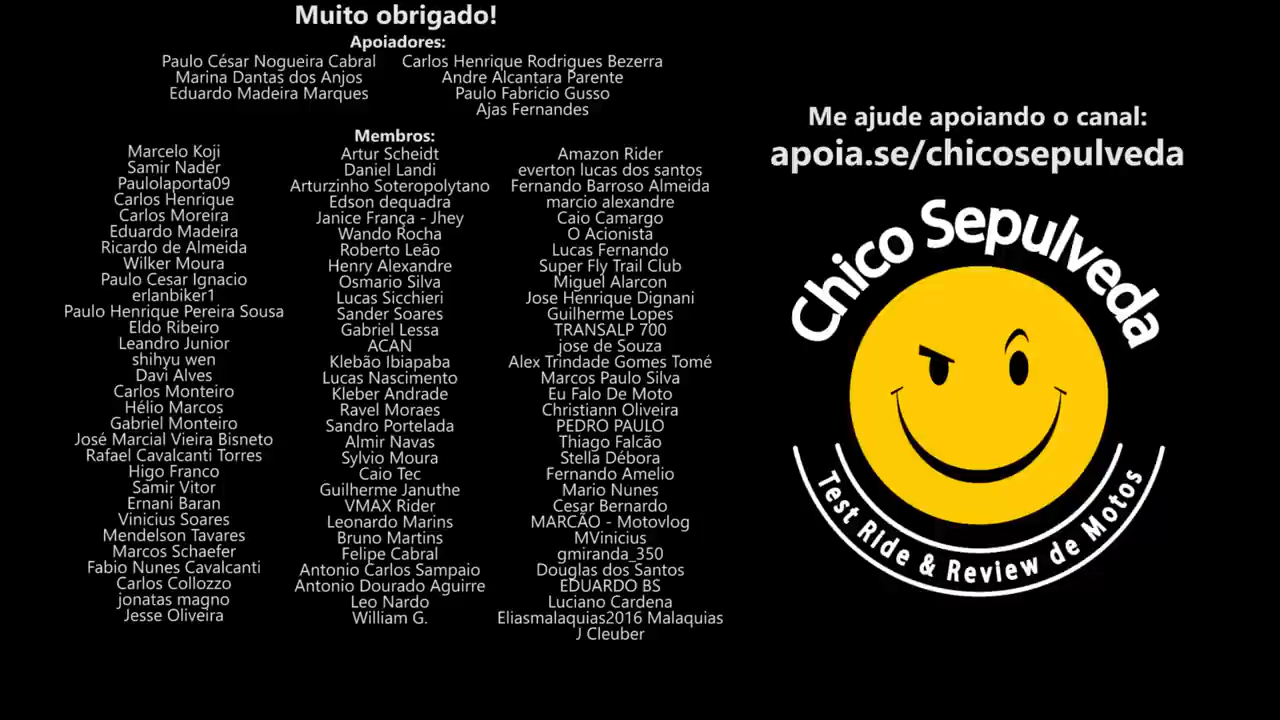 Muito obrigado!
Apoiadores:
Paulo César Nogueira Cabral
Marina Dantas dos Anjos
Eduardo Madeira Marques
Carlos Henrique Rodrigues Bezerra
Andre Alcantara Parente
Paulo Fabricio Gusso
Ajas Fernandes
Membros:
Marcelo Koji
Samir Nader
Paulolaporta09
Carlos Henrique
Carlos Moreira
Eduardo Madeira
Ricardo de Almeida
Wilker Moura
Paulo Cesar Ignacio
erlanbiker1
Paulo Henrique Pereira Sousa
Eldo Ribeiro
Leandro Junior
shihyu wen
Davi Alves
Carlos Monteiro
Hélio Marcos
Gabriel Monteiro
José Marcial Vieira Bisneto
Rafael Cavalcanti Torres
Higo Franco
Samir Vitor
Ernani Baran
Vinicius Soares
Mendelson Tavares
Marcos Schaefer
Fabio Nunes Cavalcanti
Carlos Collozzo
jonatas magno
Jesse Oliveira
Artur Scheidt
Daniel Landi
Arturzinho Soteropolytano
Edson dequadra
Janice França - Jhey
Wando Rocha
Roberto Leão
Henry Alexandre
Osmario Silva
Lucas Sicchieri
Sander Soares
Gabriel Lessa
ACAN
Klebão Ibiapaba
Lucas Nascimento
Kleber Andrade
Ravel Moraes
Sandro Portelada
Almir Navas
Sylvio Moura
Caio Tec
Guilherme Januthe
VMAX Rider
Leonardo Marins
Bruno Martins
Felipe Cabral
Antonio Carlos Sampaio
Antonio Dourado Aguirre
Leo Nardo
William G.
Amazon Rider
everton lucas dos santos
Fernando Barroso Almeida
marcio alexandre
Caio Camargo
O Acionista
Lucas Fernando
Super Fly Trail Club
Miguel Alarcon
Jose Henrique Dignani
Guilherme Lopes
TRANSALP 700
jose de Souza
Alex Trindade Gomes Tomé
Marcos Paulo Silva
Eu Falo De Moto
Christiann Oliveira
PEDRO PAULO
Thiago Falcão
Stella Débora
Fernando Amelio
Mario Nunes
Cesar Bernardo
MARCÃO - Motovlog
MVinicius
gmiranda_350
Douglas dos Santos
EDUARDO BS
Luciano Cardena
Eliasmalaquias2016 Malaquias
J Cleuber
Me ajude apoiando o canal:
apoia.se/chicosepulveda
Chico Sepulveda
Test Ride & Review de Motos